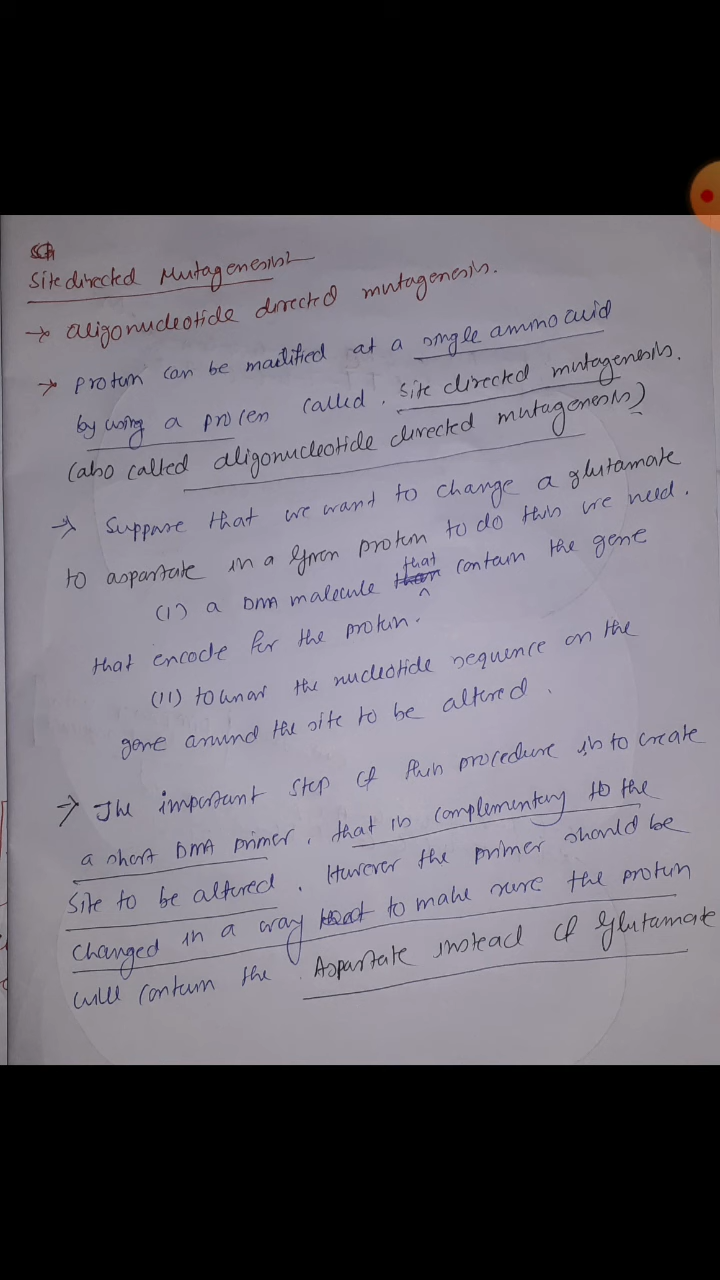 Site directed Mutagenesis:
→ aligonucleotide directed mutagenesis.
→ protein can be modified at a single ammo acid
by using a process called. site directed mutagenesis.
(also called aligonucleotide directed mutagenesis)
→ Suppose that we want to change a glutamate
to aspartate in a given protein to do this we need.
(i) a DNA malecule that contain the gene
that encode for the protein.
(ii) to the nucleotide sequence on the
gene around the site to be altered.
→ The important step of this procedure is to create
a short DNA primer. that is complementary to the
site to be altered. However the primer should be
changed in a way to make sure the protein
will contain the Aspartate instead of glutamate